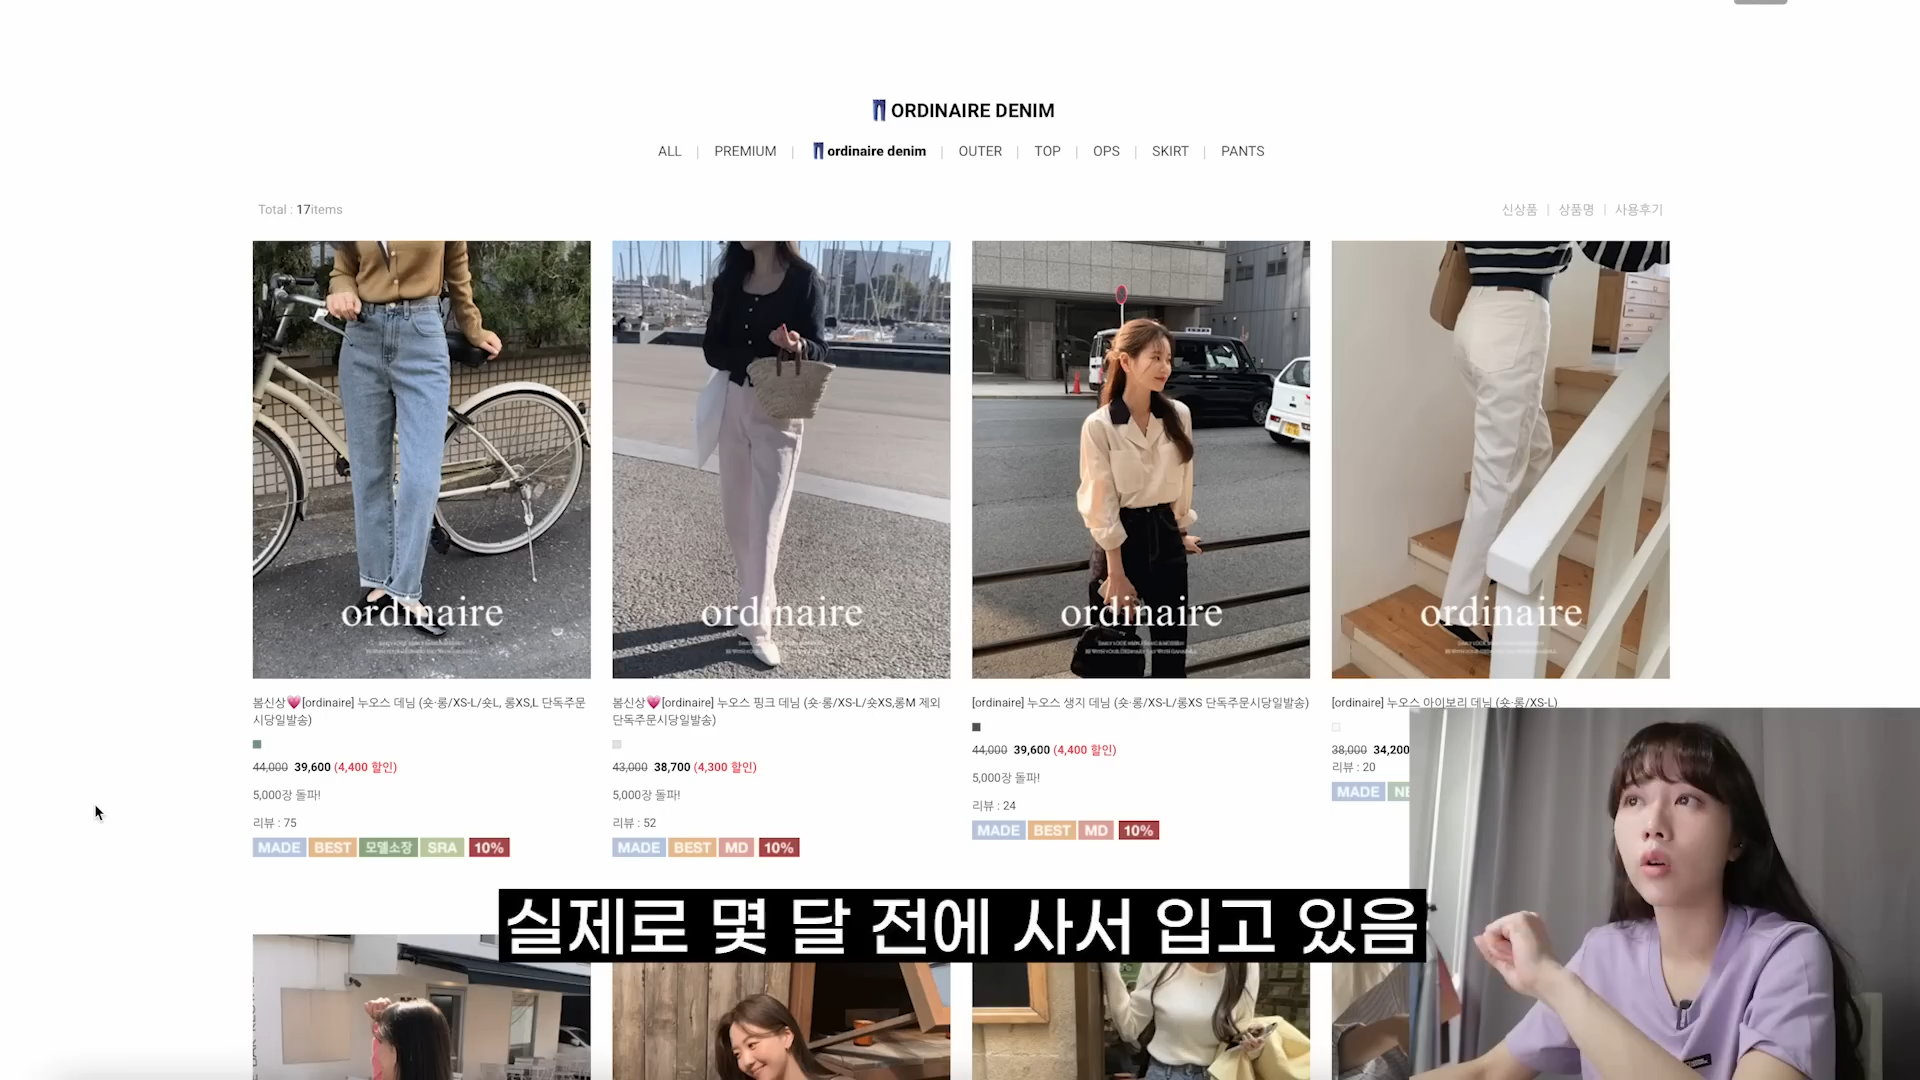 ORDINAIRE DENIM
ALL | PREMIUM | ordinaire denim | OUTER | TOP | OPS | SKIRT | PANTS
Total : 17items
신상품 | 상품명 | 사용후기
ordinaire
ordinaire
ordinaire
ordinaire
봄신상💗[ordinaire] 누오스 데님 (숏·롱/XS-L/숏L, 롱XS,L 단독주문
시당일발송)
44,000 39,600 (4,400 할인)
5,000장 돌파!
리뷰 : 75
MADE BEST 모델소장 SRA 10%
봄신상💗[ordinaire] 누오스 핑크 데님 (숏·롱/XS-L/숏XS,롱M 제외
단독주문시당일발송)
43,000 38,700 (4,300 할인)
5,000장 돌파!
리뷰 : 52
MADE BEST MD 10%
[ordinaire] 누오스 생지 데님 (숏·롱/XS-L/롱XS 단독주문시당일발송)
44,000 39,600 (4,400 할인)
5,000장 돌파!
리뷰 : 24
MADE BEST MD 10%
[ordinaire] 누오스 아이보리 데님 (숏·롱/XS-L)
38,000 34,200
리뷰 : 20
MADE
실제로 몇 달 전에 사서 입고 있음